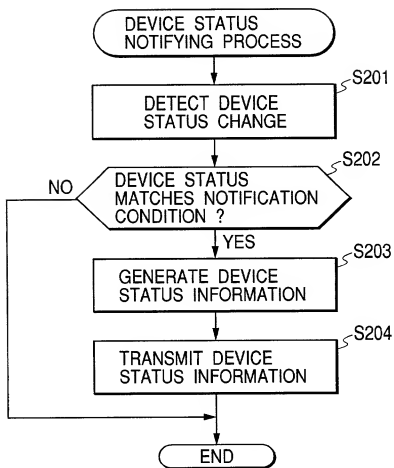 DEVICE STATUS
NOTIFYING PROCESS
S201
DETECT DEVICE
STATUS CHANGE
S202
NO
DEVICE STATUS
MATCHES NOTIFICATION
CONDITION ?
YES
S203
GENERATE DEVICE
STATUS INFORMATION
S204
TRANSMIT DEVICE
STATUS INFORMATION
END